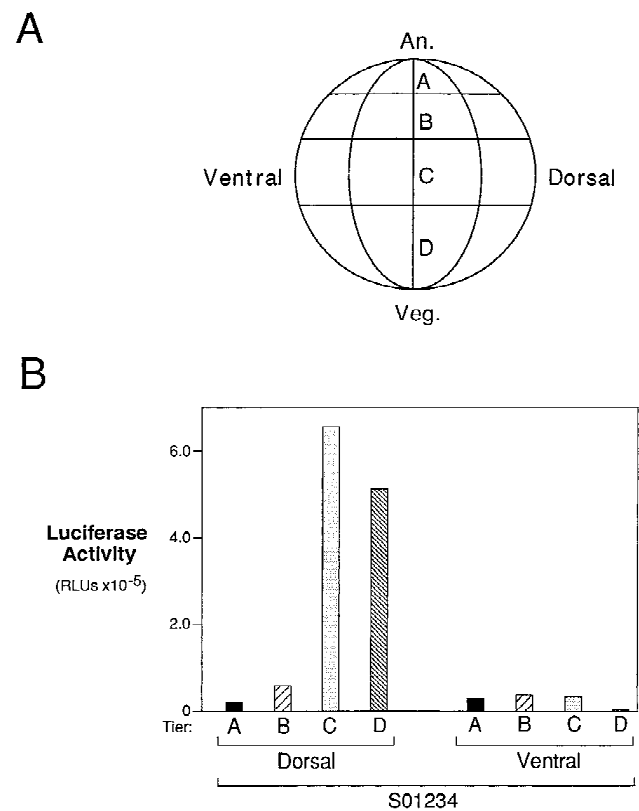 A
An.
A
B
Ventral C Dorsal
D
Veg.
B
6.0
4.0
Luciferase
Activity
(RLUs x10-5)
2.0
0
Tier: A B C D A B C D
Dorsal Ventral
S01234